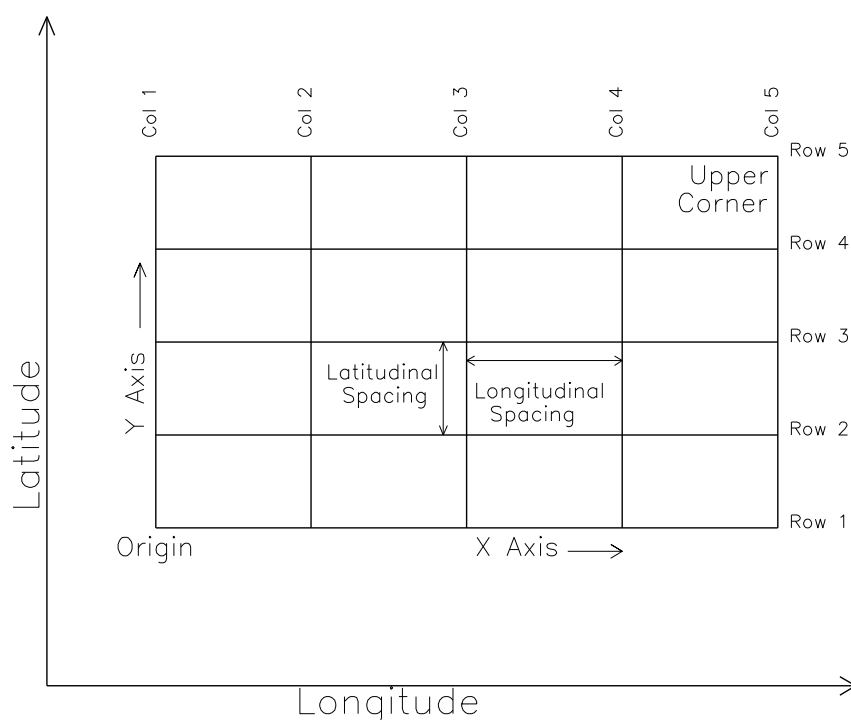 Col 1
Col 2
Col 3
Col 4
Col 5
Row 5
Upper
Corner
Row 4
Row 3
Latitudinal
Spacing
Longitudinal
Spacing
Y Axis
Latitude
Row 2
Row 1
Origin
X Axis
Longitude